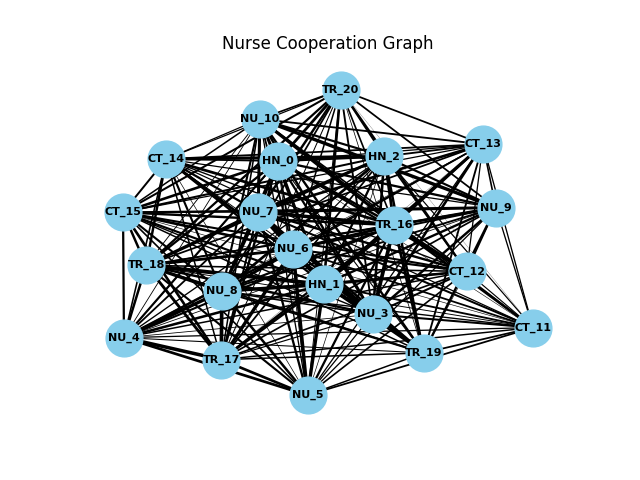 Nurse Cooperation Graph
TR_20
NU_10
CT_13
HN_2
CT_14
HN_0
NU_9
CT_15
NU_7
TR_16
NU_6
TR_18
CT_12
HN_1
NU_8
NU_3
CT_11
NU_4
TR_19
TR_17
NU_5